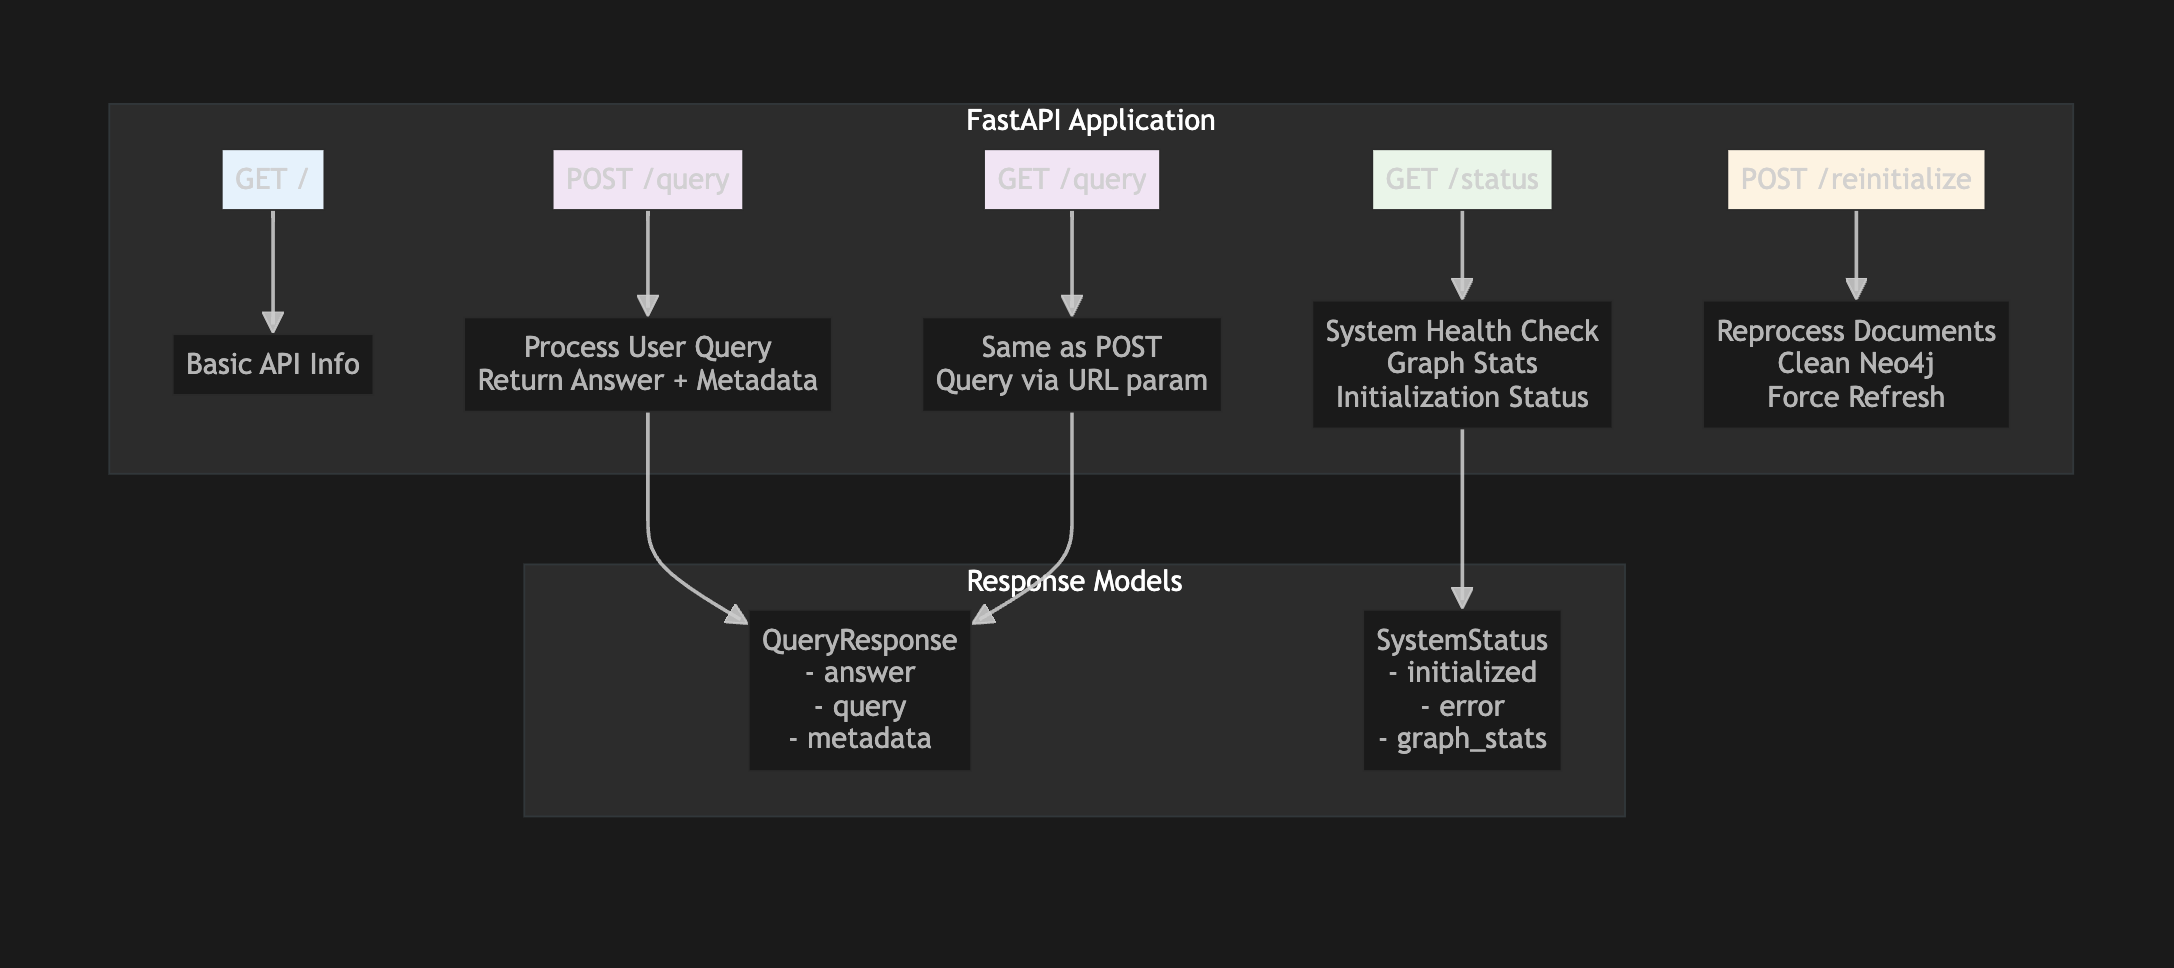 FastAPI Application
GET /
POST /query
GET /query
GET /status
POST /reinitialize
Basic API Info
Process User Query
Return Answer + Metadata
Same as POST
Query via URL param
System Health Check
Graph Stats
Initialization Status
Reprocess Documents
Clean Neo4j
Force Refresh
Response Models
QueryResponse
- answer
- query
- metadata
SystemStatus
- initialized
- error
- graph_stats